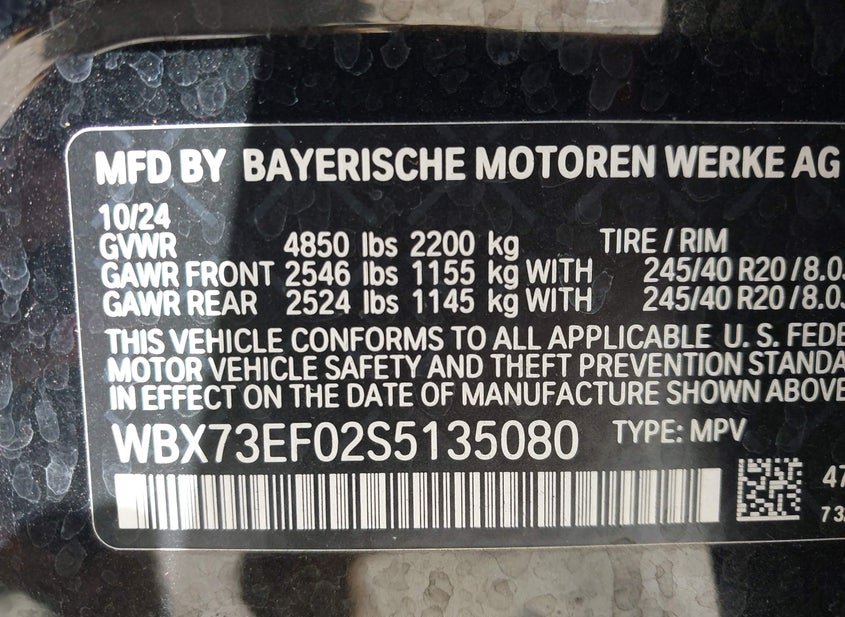 MFD BY BAYERISCHE MOTOREN WERKE AG
10/24
GVWR 4850 lbs 2200 kg TIRE / RIM
GAWR FRONT 2546 lbs 1155 kg WITH 245/40 R20 / 8.0J
GAWR REAR 2524 lbs 1145 kg WITH 245/40 R20 / 8.0J
THIS VEHICLE CONFORMS TO ALL APPLICABLE U. S. FEDE
MOTOR VEHICLE SAFETY AND THEFT PREVENTION STANDA
IN EFFECT ON THE DATE OF MANUFACTURE SHOWN ABOVE
WBX73EF02S5135080 TYPE: MPV
47
73